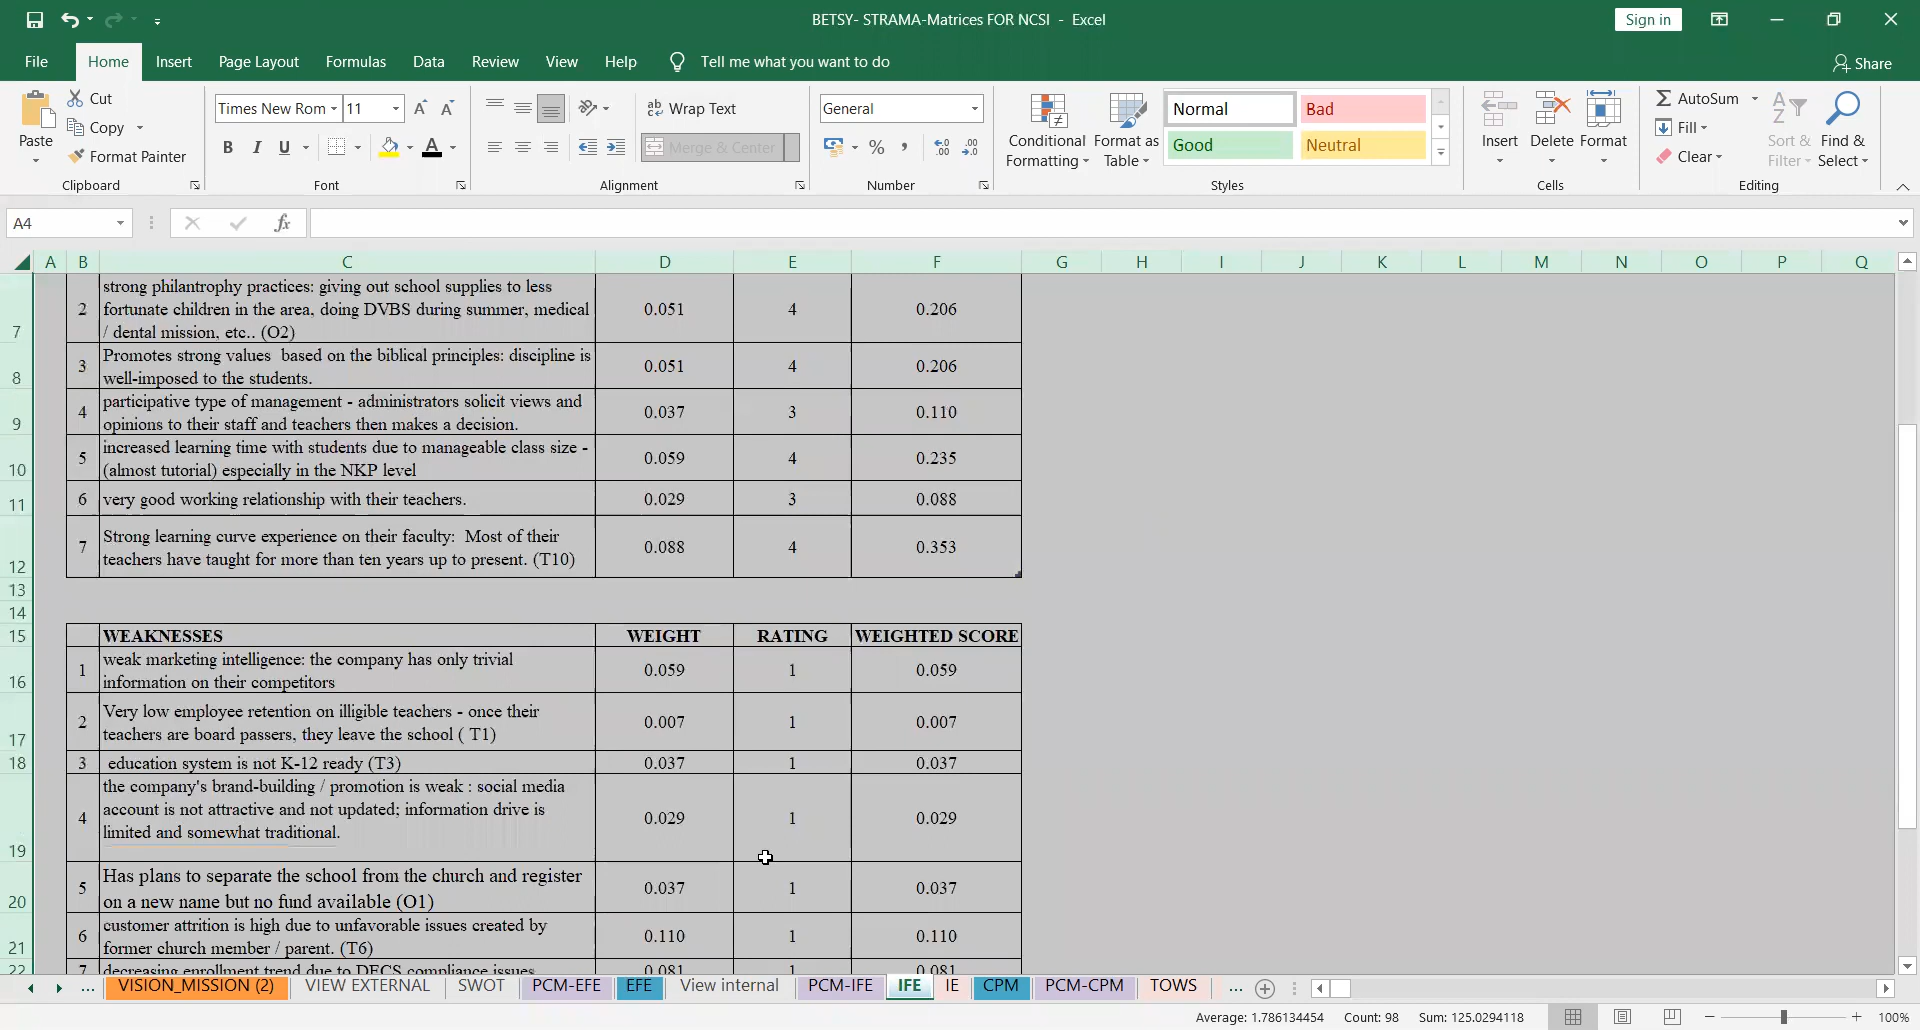 BETSY- STRAMA-Matrices FOR NCSI - Excel
Sign in
File Home Insert Page Layout Formulas Data Review View Help Tell me what you want to do Share
Paste
Cut
Copy
Format Painter
Clipboard
Times New Rom 11
B I U
Font
Wrap Text
Merge & Center
Alignment
General
Number
Conditional Formatting
Format as Table
Normal Bad
Good Neutral
Styles
Insert Delete Format
Cells
AutoSum
Fill
Clear
Sort & Filter
Find & Select
Editing
A4 fx
A B C D E F G H I J K L M N O P Q
7 2 strong philantrophy practices: giving out school supplies to less
fortunate children in the area, doing DVBS during summer, medical
/ dental mission, etc.. (O2) 0.051 4 0.206
8 3 Promotes strong values based on the biblical principles: discipline is
well-imposed to the students. 0.051 4 0.206
9 4 participative type of management - administrators solicit views and
opinions to their staff and teachers then makes a decision. 0.037 3 0.110
10 5 increased learning time with students due to manageable class size -
(almost tutorial) especially in the NKP level 0.059 4 0.235
11 6 very good working relationship with their teachers. 0.029 3 0.088
12 7 Strong learning curve experience on their faculty: Most of their
teachers have taught for more than ten years up to present. (T10) 0.088 4 0.353
13
14
15 WEAKNESSES WEIGHT RATING WEIGHTED SCORE
16 1 weak marketing intelligence: the company has only trivial
information on their competitors 0.059 1 0.059
17 2 Very low employee retention on illigible teachers - once their
teachers are board passers, they leave the school ( T1) 0.007 1 0.007
18 3 education system is not K-12 ready (T3) 0.037 1 0.037
19 4 the company's brand-building / promotion is weak : social media
account is not attractive and not updated; information drive is
limited and somewhat traditional. 0.029 1 0.029
20 5 Has plans to separate the school from the church and register
on a new name but no fund available (O1) 0.037 1 0.037
21 6 customer attrition is high due to unfavorable issues created by
former church member / parent. (T6) 0.110 1 0.110
22 7 decreasing enrollment trend due to DECS compliance issues 0.081 1 0.081
... VISION_MISSION (2) VIEW EXTERNAL SWOT PCM-EFE EFE View internal PCM-IFE IFE IE CPM PCM-CPM TOWS ...
Average: 1.786134454 Count: 98 Sum: 125.0294118 100%